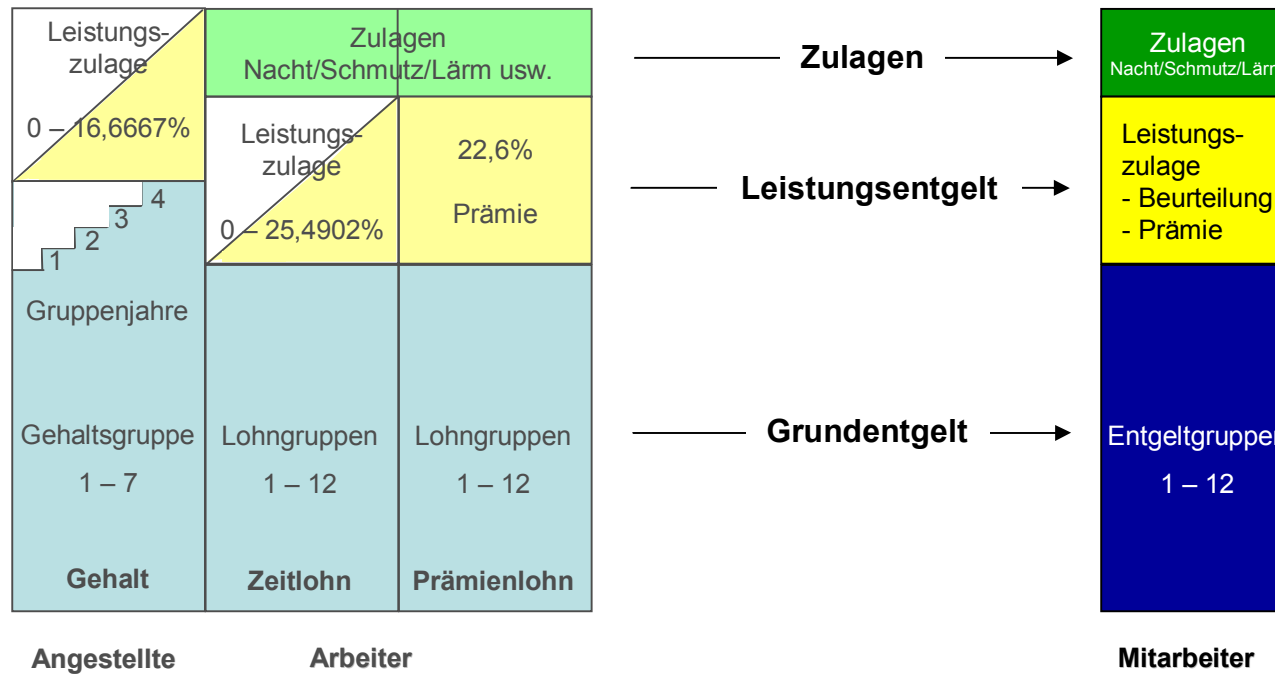 Leistungs-
zulage
0 – 16,6667%
4
3
2
1
Gruppenjahre
Gehaltsgruppe
1 – 7
Gehalt
Angestellte
Zulagen
Nacht/Schmutz/Lärm usw.
Leistungs-
zulage
0 – 25,4902%
Lohngruppen
1 – 12
Zeitlohn
22,6%
Prämie
Lohngruppen
1 – 12
Prämienlohn
Arbeiter
Zulagen
Leistungsentgelt
Grundentgelt
Zulagen
Nacht/Schmutz/Lärm
Leistungs-
zulage
- Beurteilung
- Prämie
Entgeltgruppen
1 – 12
Mitarbeiter